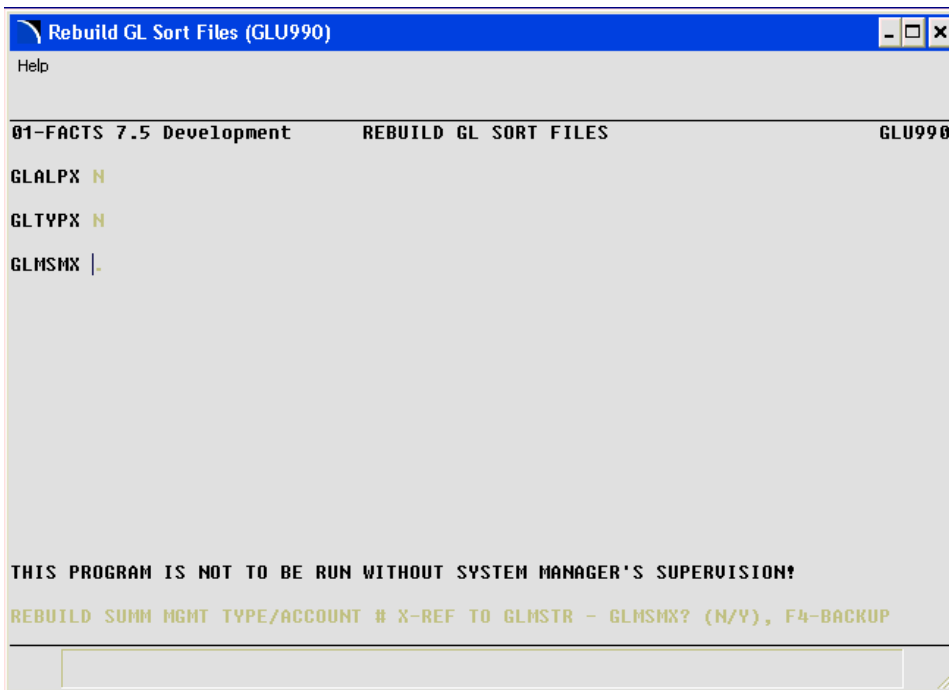 Rebuild GL Sort Files (GLU990)
Help
01-FACTS 7.5 Development REBUILD GL SORT FILES GLU990
GLALPX N
GLTYPX N
GLMSMX .
THIS PROGRAM IS NOT TO BE RUN WITHOUT SYSTEM MANAGER'S SUPERVISION!
REBUILD SUMM MGMT TYPE/ACCOUNT # X-REF TO GLMSTR - GLMSMX? (N/Y), F4-BACKUP